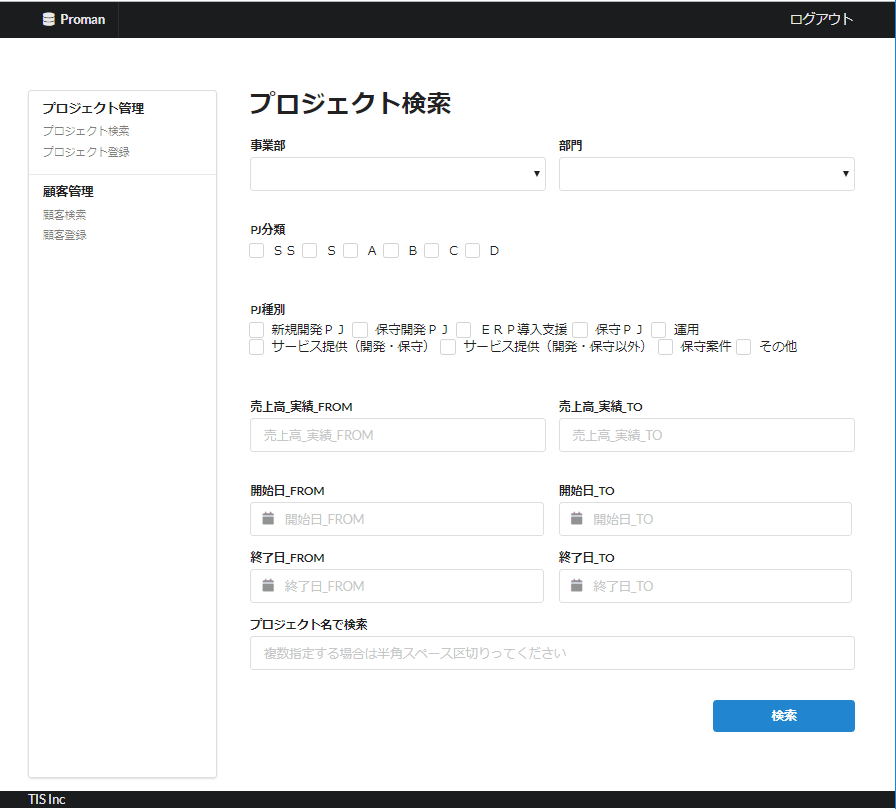 Proman
ログアウト
プロジェクト管理
プロジェクト検索
プロジェクト登録
顧客管理
顧客検索
顧客登録
プロジェクト検索
事業部 部門
PJ分類
ＳＳ Ｓ Ａ Ｂ Ｃ Ｄ
PJ種別
新規開発ＰＪ 保守開発ＰＪ ＥＲＰ導入支援 保守ＰＪ 運用
サービス提供（開発・保守） サービス提供（開発・保守以外） 保守案件 その他
売上高_実績_FROM 売上高_実績_TO
売上高_実績_FROM 売上高_実績_TO
開始日_FROM 開始日_TO
開始日_FROM 開始日_TO
終了日_FROM 終了日_TO
終了日_FROM 終了日_TO
プロジェクト名で検索
複数指定する場合は半角スペース区切りってください
検索
TIS Inc